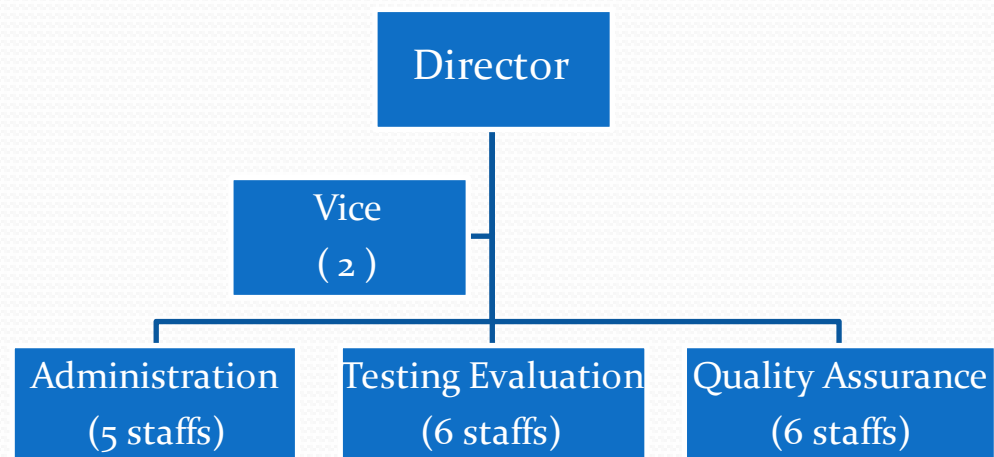 Director
Vice
( 2 )
Administration
(5 staffs)
Testing Evaluation
(6 staffs)
Quality Assurance
(6 staffs)